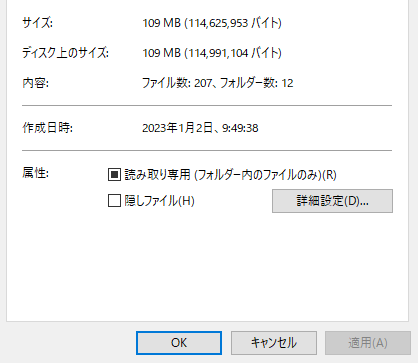 サイズ: 109 MB (114,625,953 バイト)
ディスク上のサイズ: 109 MB (114,991,104 バイト)
内容: ファイル数: 207、フォルダー数: 12
作成日時: 2023年1月2日、9:49:38
属性: 読み取り専用 (フォルダー内のファイルのみ)(R)
隠しファイル(H) 詳細設定(D)...
OK キャンセル 適用(A)